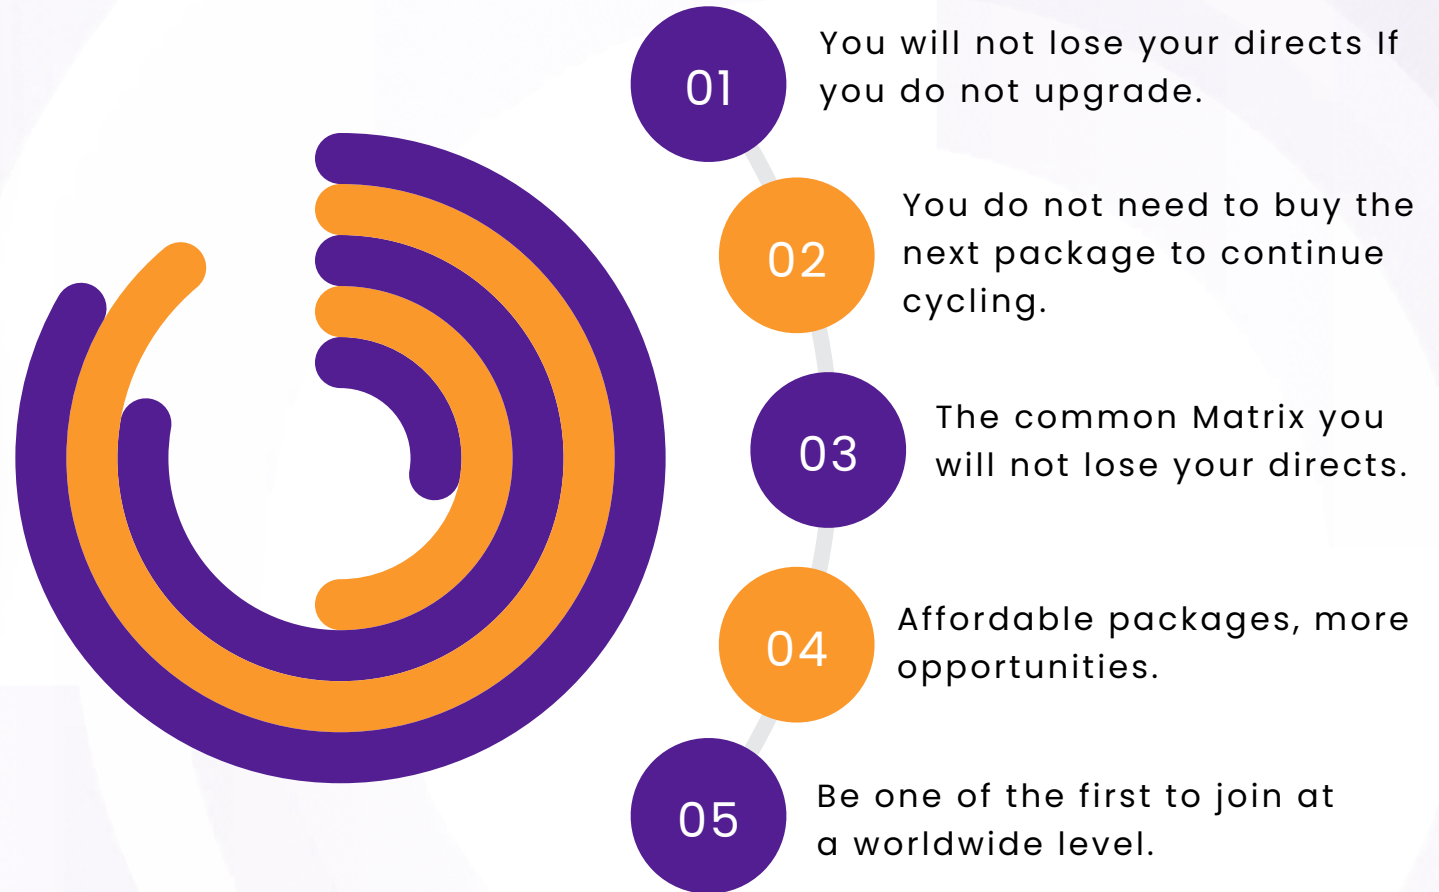 01
You will not lose your directs If
you do not upgrade.
02
You do not need to buy the
next package to continue
cycling.
03
The common Matrix you
will not lose your directs.
04
Affordable packages, more
opportunities.
05
Be one of the first to join at
a worldwide level.